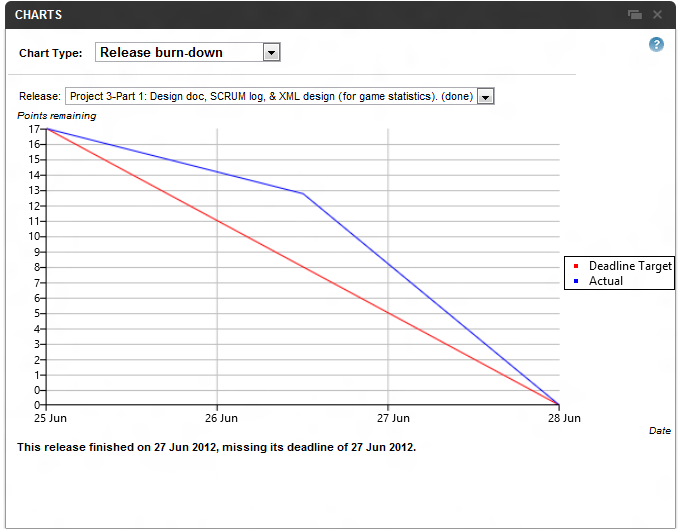 CHARTS
?
Chart Type: Release burn-down
Release: Project 3-Part 1: Design doc, SCRUM log, & XML design (for game statistics). (done)
Points remaining
17
16
15
14
13
12
11
10
9
8
7
6
5
4
3
2
1
0
0
25 Jun 26 Jun 27 Jun 28 Jun
Deadline Target
Actual
Date
This release finished on 27 Jun 2012, missing its deadline of 27 Jun 2012.